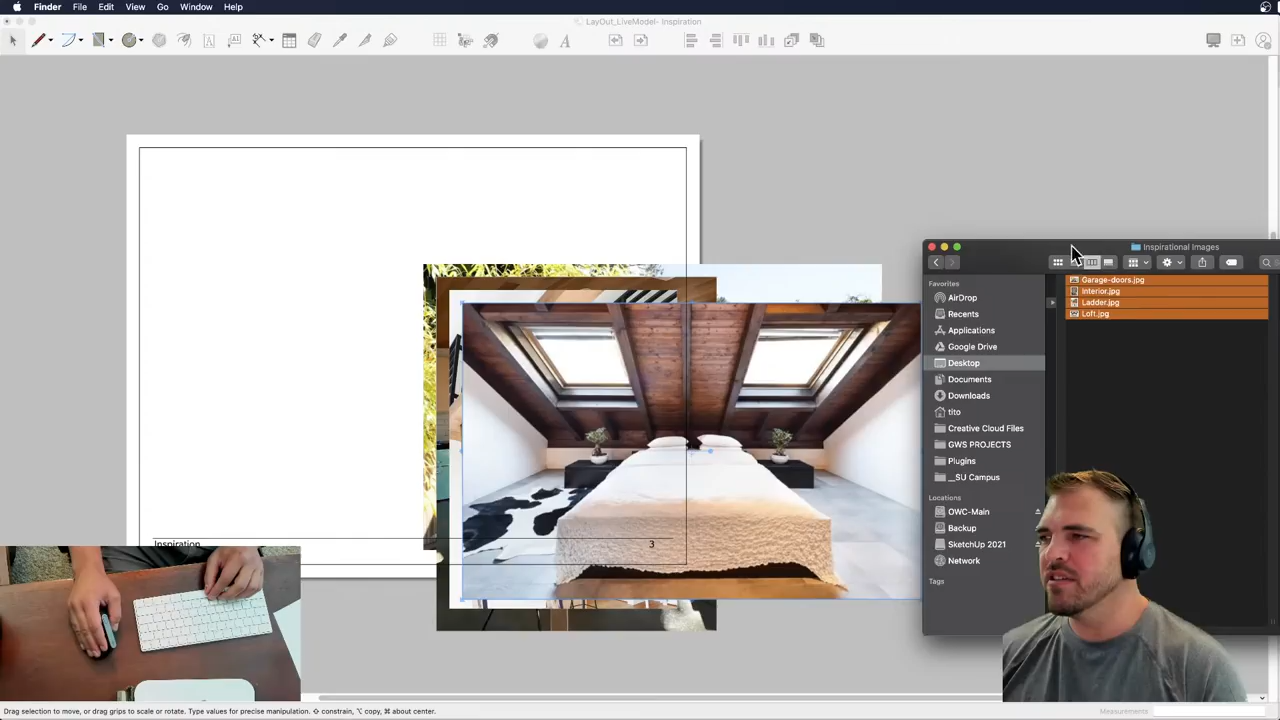 Finder File Edit View Go Window Help
LayOut_LiveModel- Inspiration
A
Inspirational Images
Favorites
AirDrop
Recents
Applications
Google Drive
Desktop
Documents
Downloads
tito
Creative Cloud Files
GWS PROJECTS
Plugins
__SU Campus
Locations
OWC-Main
Backup
SketchUp 2021
Network
Tags
Garage-doors.jpg
Interior.jpg
Ladder.jpg
Loft.jpg
Inspiration 3
Drag selection to move, or drag grips to scale or rotate. Type values for precise manipulation. ⇧ constrain, ⌥ copy, ⌘ about center.
Measurements